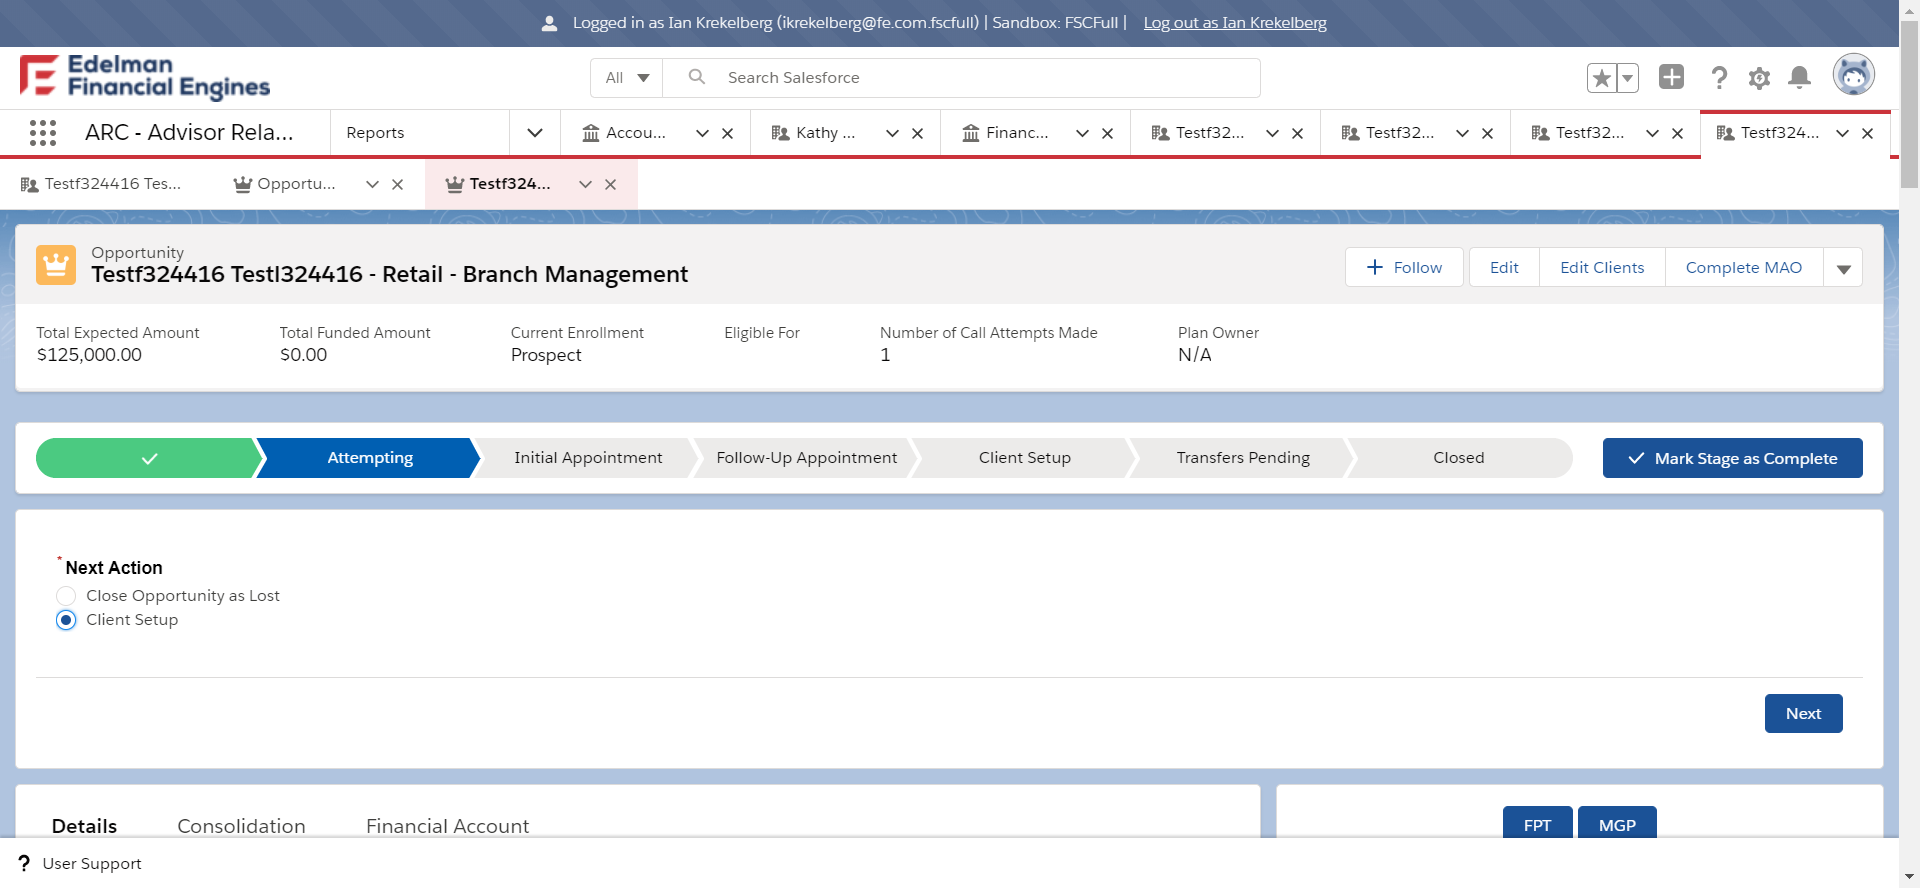 Logged in as Ian Krekelberg (ikrekelberg@fe.com.fscfull) | Sandbox: FSCFull | Log out as Ian Krekelberg
Edelman
Financial Engines
All
Search Salesforce
ARC - Advisor Rela...
Reports
Accou...
Kathy ...
Financ...
Testf32...
Testf32...
Testf32...
Testf324...
Testf324416 Tes...
Opportu...
Testf324...
Opportunity
Testf324416 Testl324416 - Retail - Branch Management
Follow
Edit
Edit Clients
Complete MAO
Total Expected Amount
$125,000.00
Total Funded Amount
$0.00
Current Enrollment
Prospect
Eligible For
Number of Call Attempts Made
1
Plan Owner
N/A
Attempting
Initial Appointment
Follow-Up Appointment
Client Setup
Transfers Pending
Closed
Mark Stage as Complete
* Next Action
Close Opportunity as Lost
Client Setup
Next
Details
Consolidation
Financial Account
FPT
MGP
? User Support